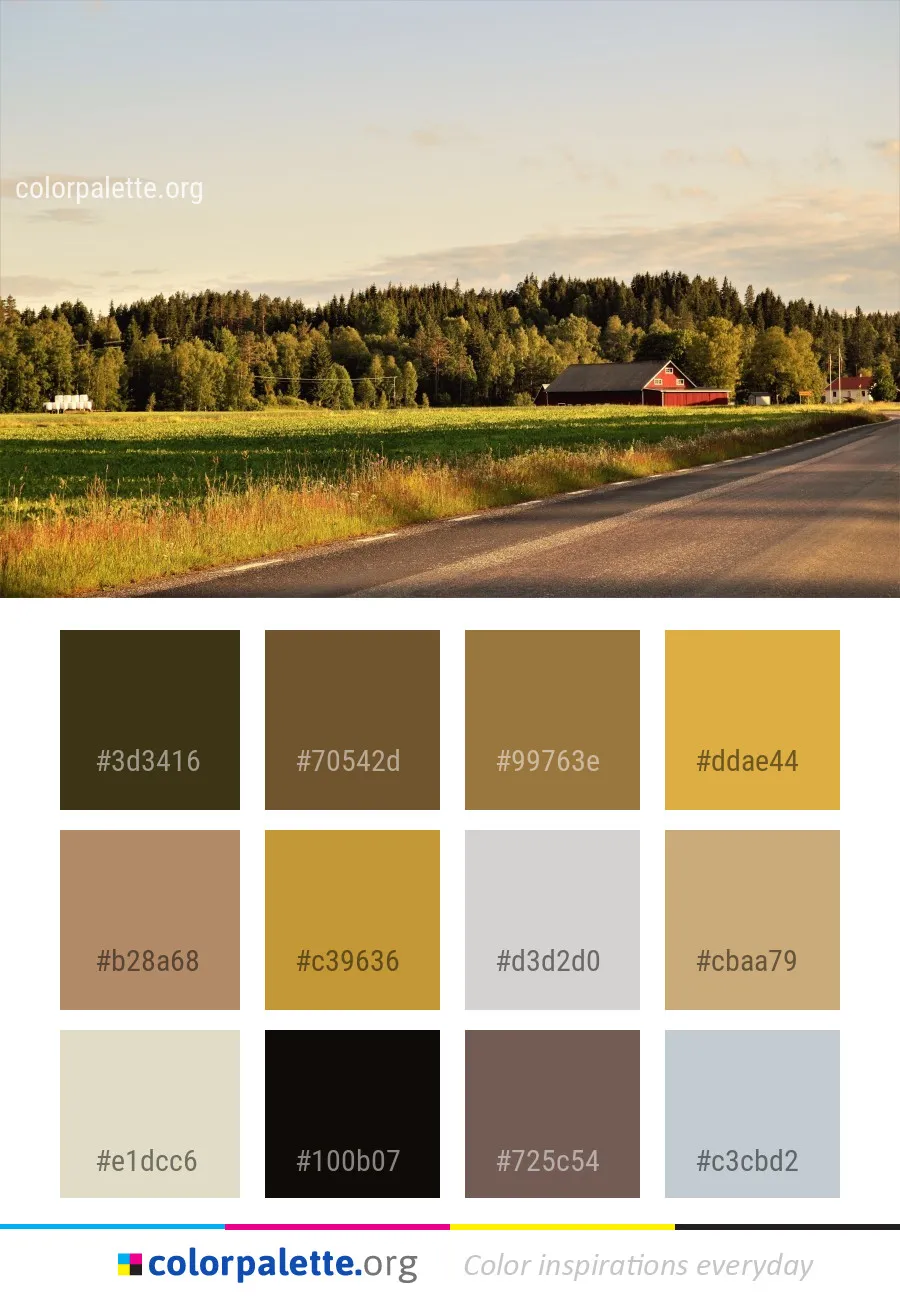 colorpalette.org
#3d3416 #70542d #99763e #ddae44
#b28a68 #c39636 #d3d2d0 #cbaa79
#e1dcc6 #100b07 #725c54 #c3cbd2
colorpalette.org Color inspirations everyday